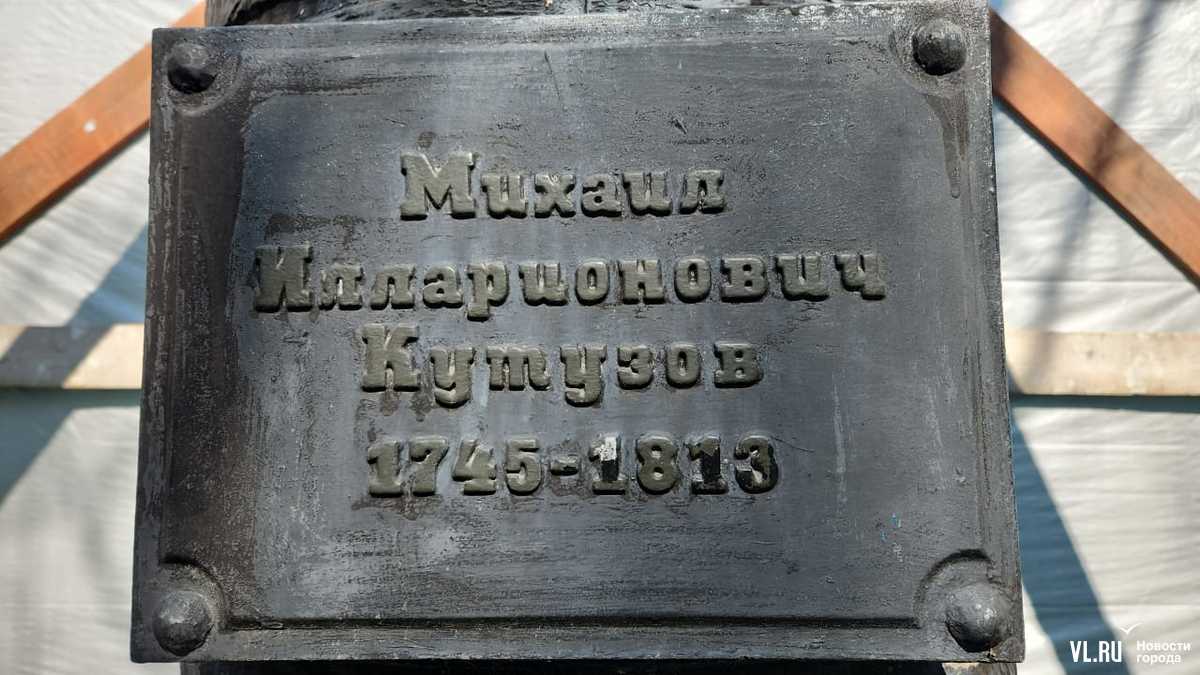 Михаил
Илларионович
Кутузов
1745-1813
VL.RU Новости
города